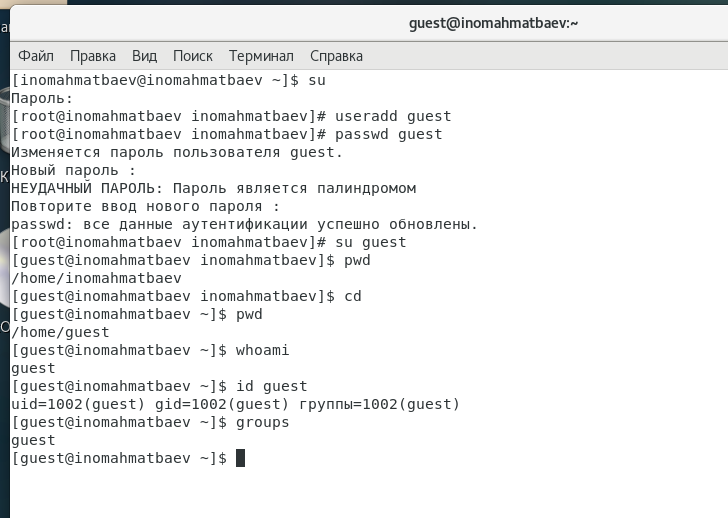 guest@inomahmatbaev:~
Файл Правка Вид Поиск Терминал Справка
[inomahmatbaev@inomahmatbaev ~]$ su
Пароль:
[root@inomahmatbaev inomahmatbaev]# useradd guest
[root@inomahmatbaev inomahmatbaev]# passwd guest
Изменяется пароль пользователя guest.
Новый пароль :
НЕУДАЧНЫЙ ПАРОЛЬ: Пароль является палиндромом
Повторите ввод нового пароля :
passwd: все данные аутентификации успешно обновлены.
[root@inomahmatbaev inomahmatbaev]# su guest
[guest@inomahmatbaev inomahmatbaev]$ pwd
/home/inomahmatbaev
[guest@inomahmatbaev inomahmatbaev]$ cd
[guest@inomahmatbaev ~]$ pwd
/home/guest
[guest@inomahmatbaev ~]$ whoami
guest
[guest@inomahmatbaev ~]$ id guest
uid=1002(guest) gid=1002(guest) группы=1002(guest)
[guest@inomahmatbaev ~]$ groups
guest
[guest@inomahmatbaev ~]$